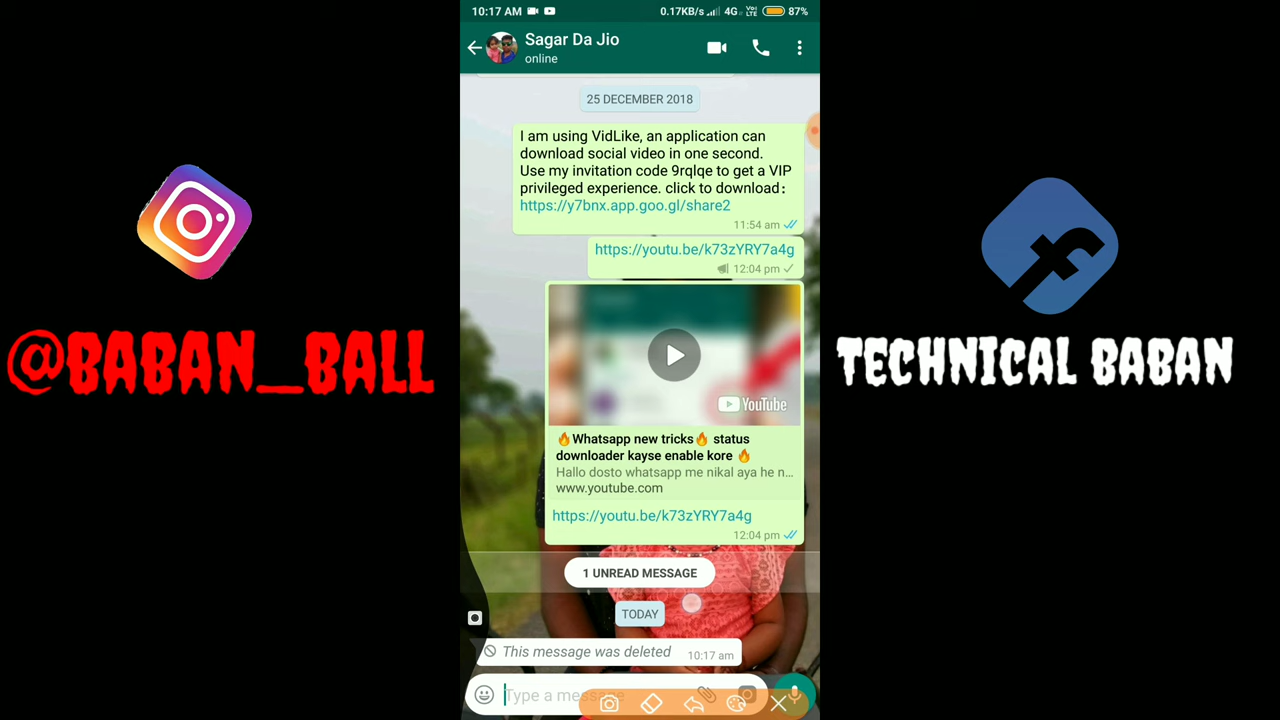 10:17 AM
0.17KB/s 4G VoLTE 87%
Sagar Da Jio
online
25 DECEMBER 2018
I am using VidLike, an application can
download social video in one second.
Use my invitation code 9rqlqe to get a VIP
privileged experience. click to download:
https://y7bnx.app.goo.gl/share2
11:54 am
https://youtu.be/k73zYRY7a4g
12:04 pm
YouTube
🔥Whatsapp new tricks🔥 status
downloader kayse enable kore 🔥
Hallo dosto whatsapp me nikal aya he n...
www.youtube.com
https://youtu.be/k73zYRY7a4g
12:04 pm
1 UNREAD MESSAGE
TODAY
This message was deleted 10:17 am
Type a message
@BABAN_BALL
TECHNICAL BABAN